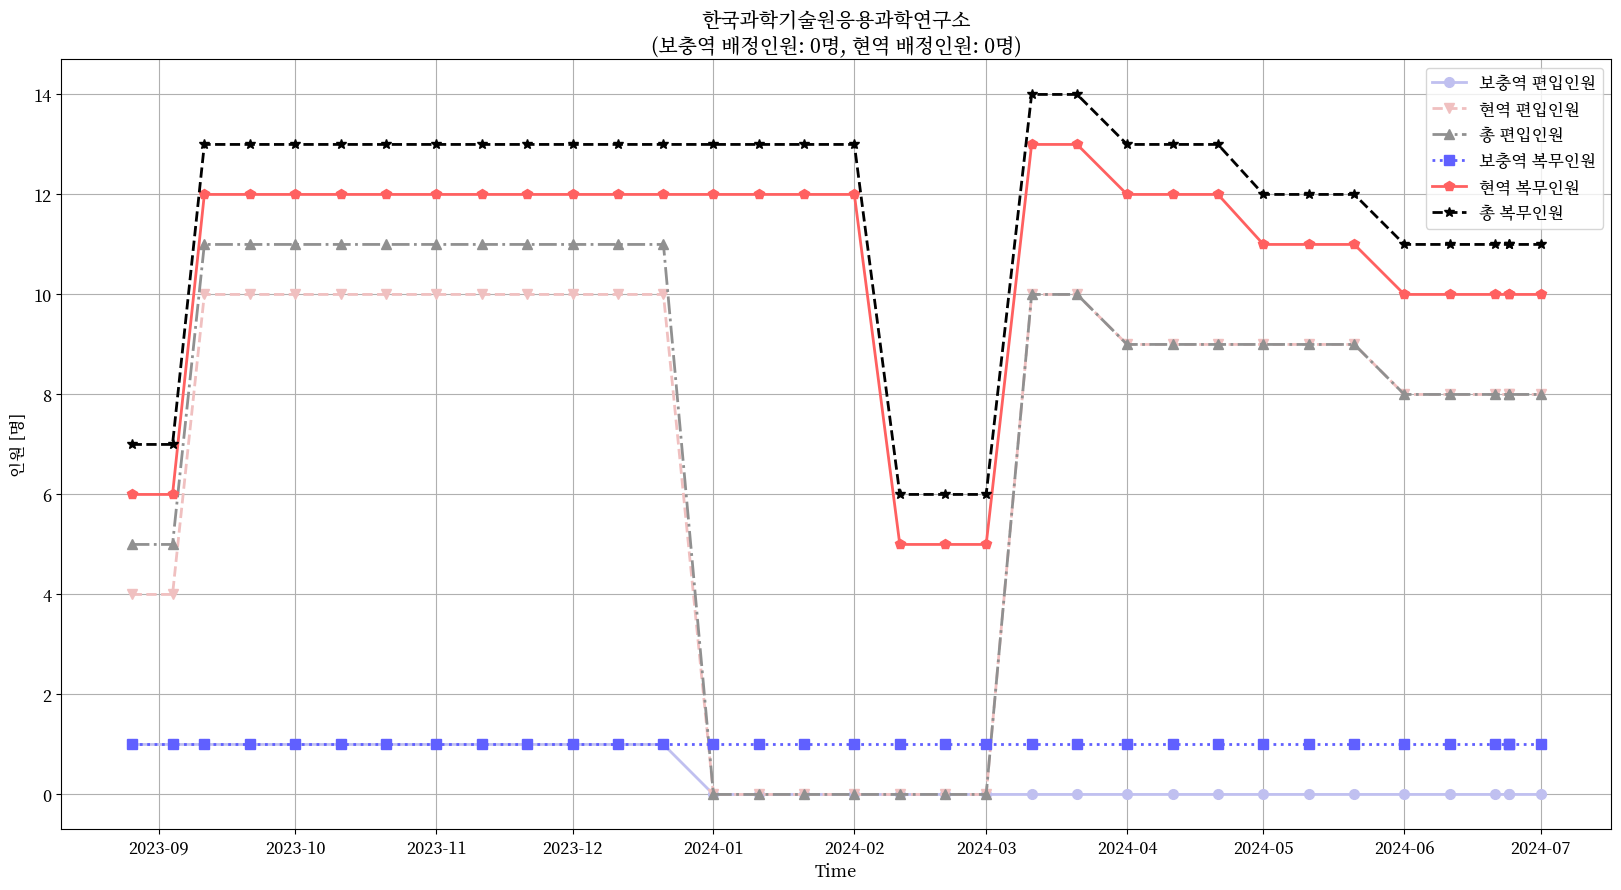 한국과학기술원응용과학연구소
(보충역 배정인원: 0명, 현역 배정인원: 0명)
보충역 편입인원
현역 편입인원
총 편입인원
보충역 복무인원
현역 복무인원
총 복무인원
인원 [명]
14
12
10
8
6
4
2
0
2023-09 2023-10 2023-11 2023-12 2024-01 2024-02 2024-03 2024-04 2024-05 2024-06 2024-07
Time